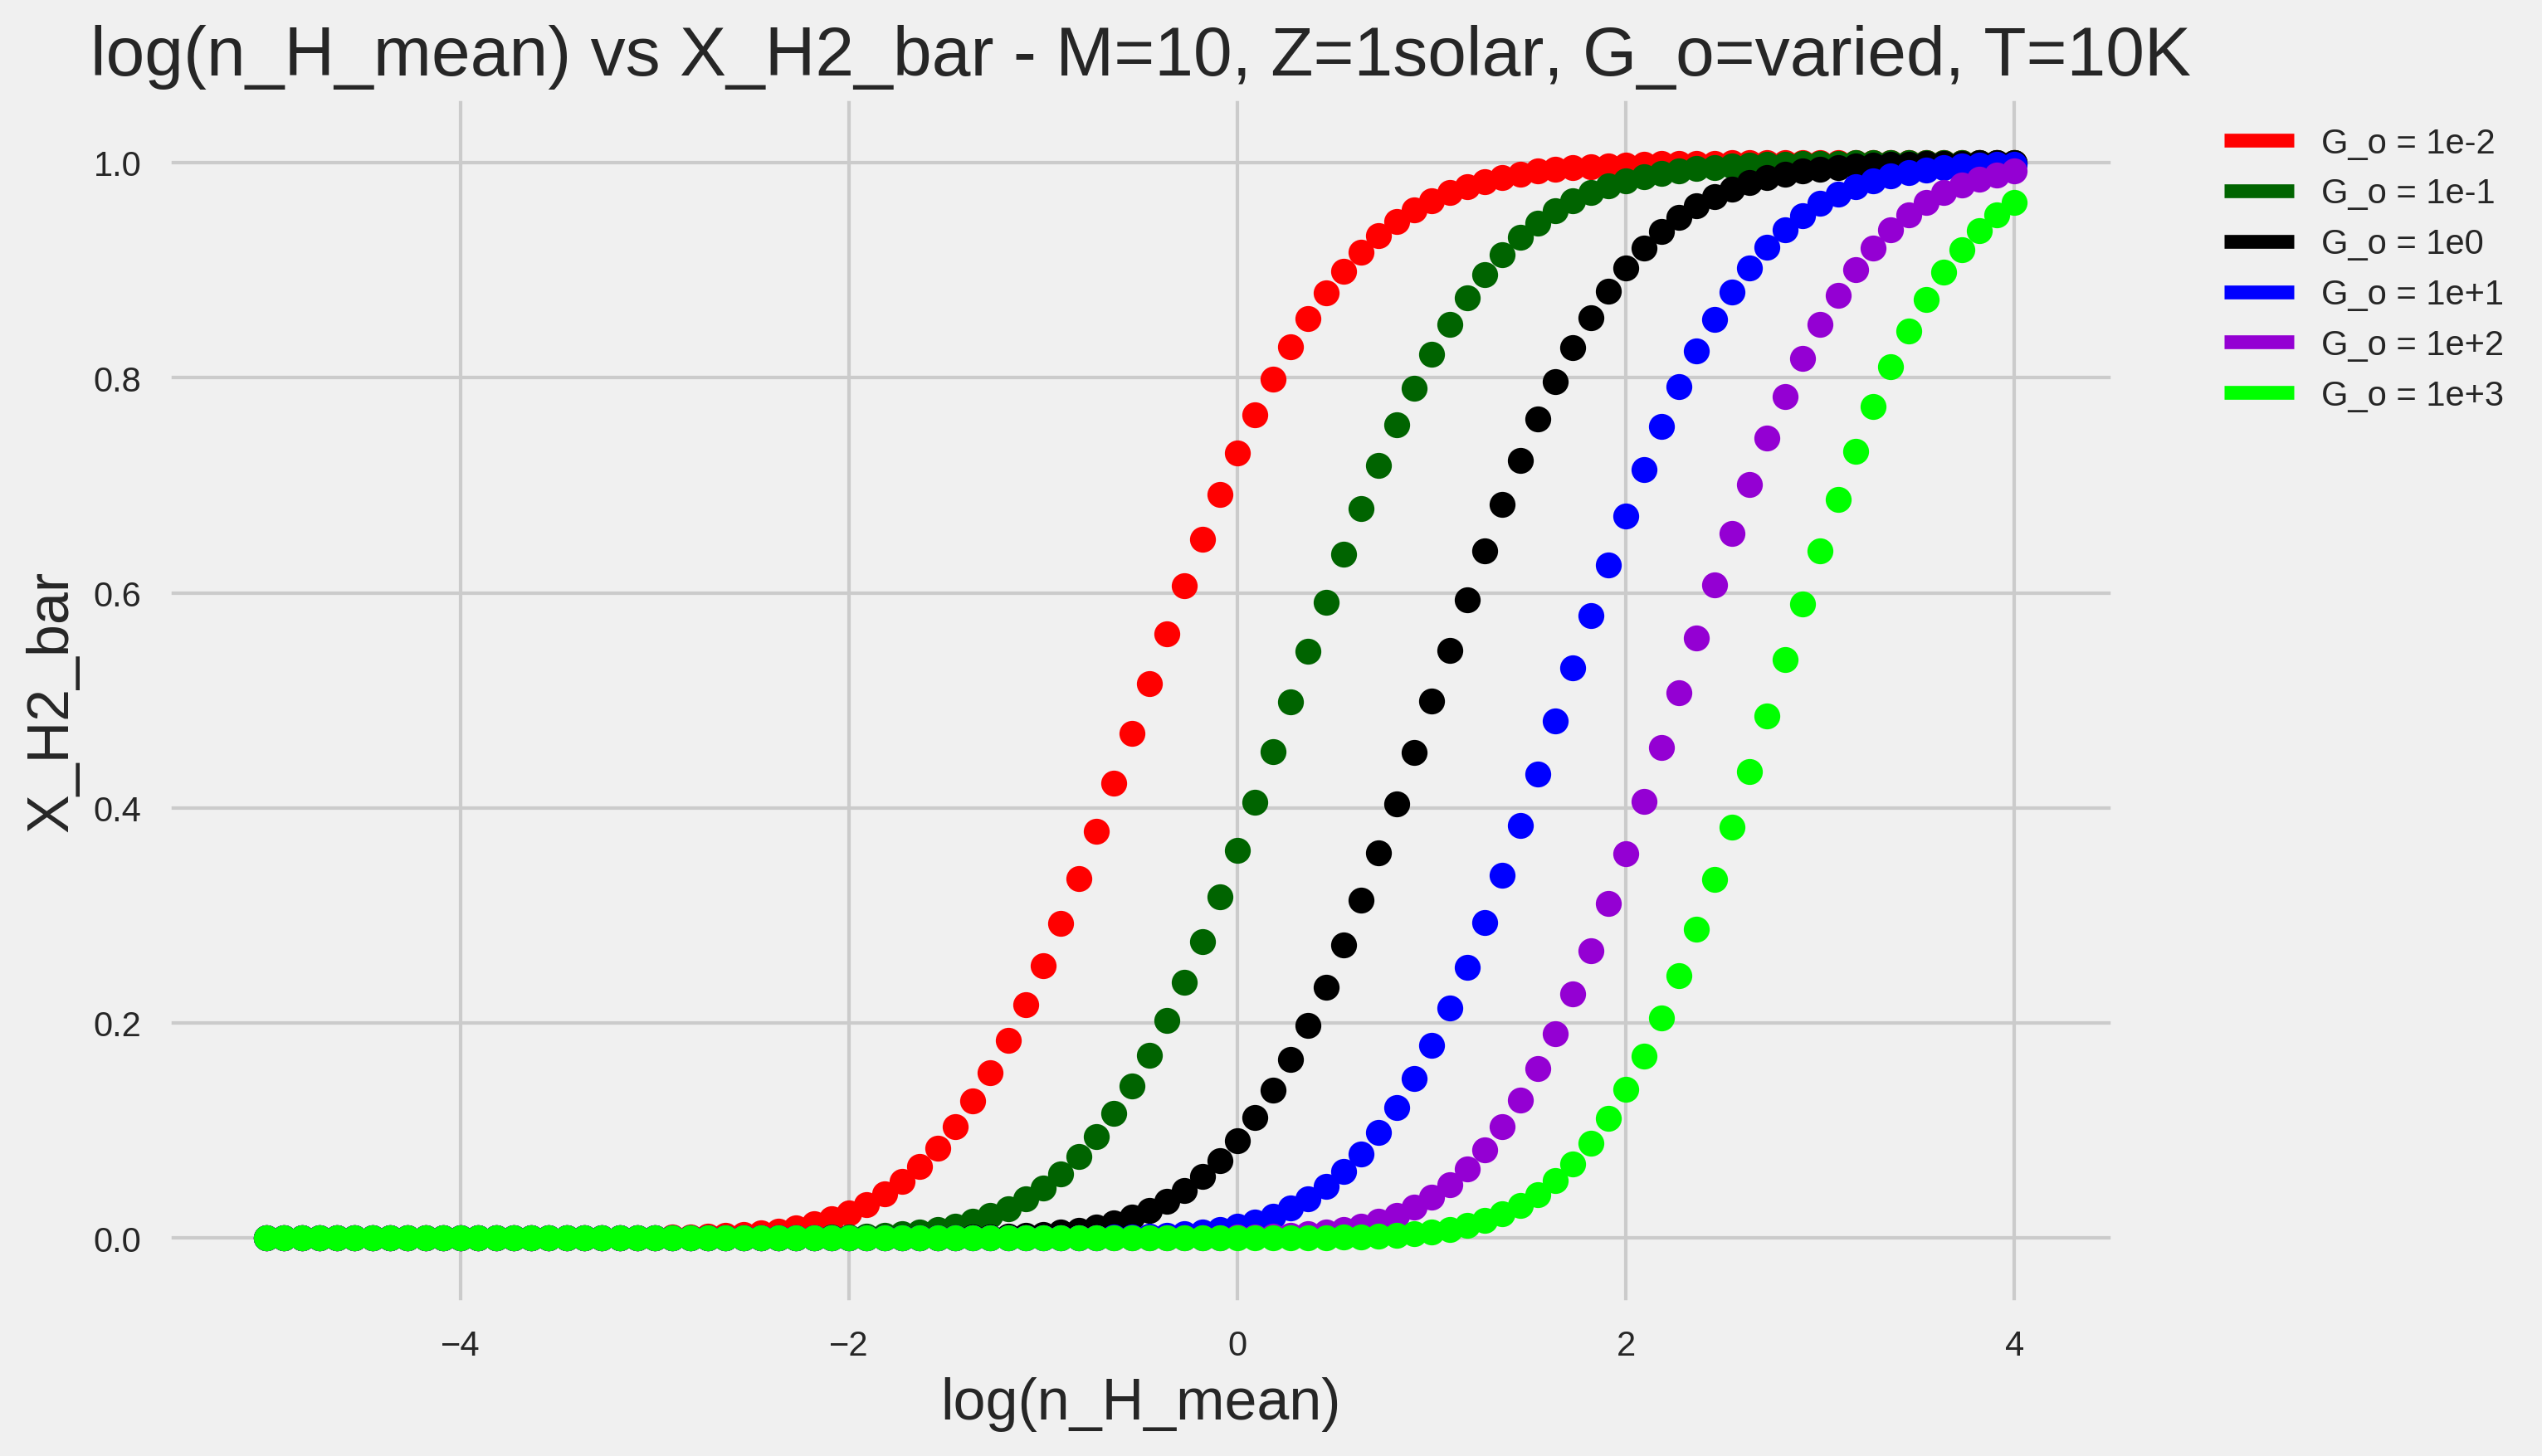 log(n_H_mean) vs X_H2_bar - M=10, Z=1solar, G_o=varied, T=10K
G_o = 1e-2
G_o = 1e-1
G_o = 1e0
G_o = 1e+1
G_o = 1e+2
G_o = 1e+3
X_H2_bar
1.0
0.8
0.6
0.4
0.2
0.0
−4 −2 0 2 4
log(n_H_mean)